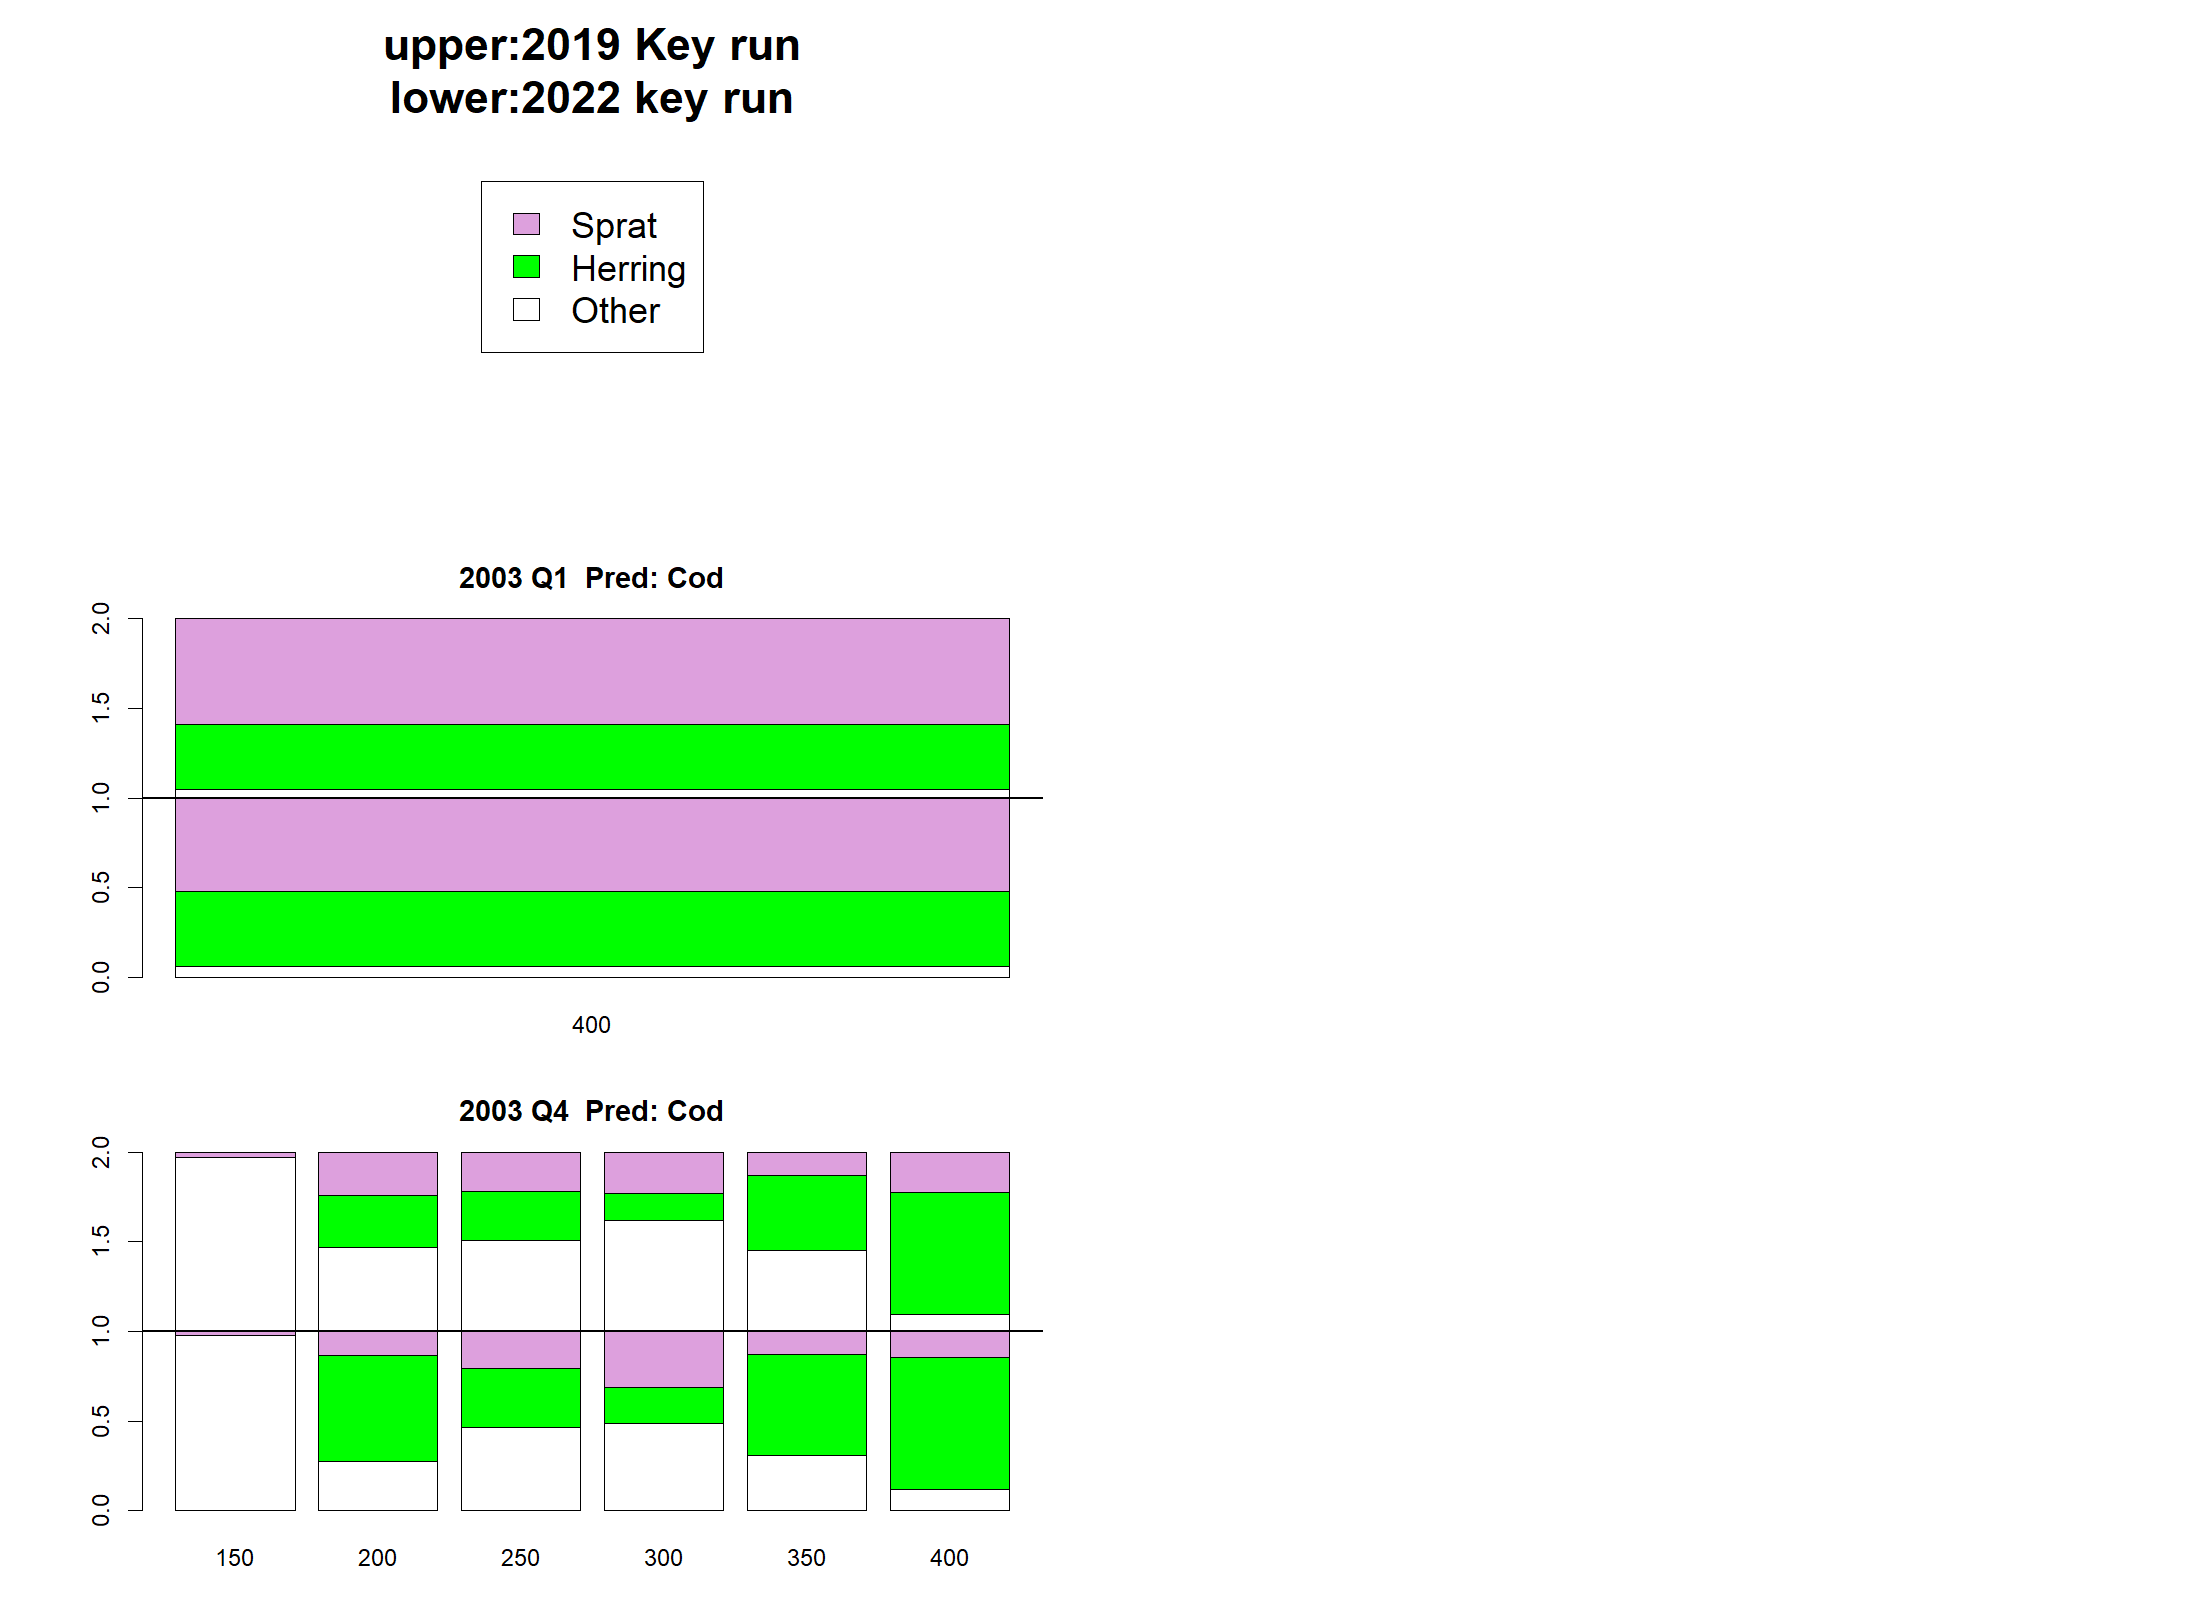 upper:2019 Key run
lower:2022 key run
Sprat
Herring
Other
2003 Q1  Pred: Cod
2.0
1.5
1.0
0.5
0.0
400
2003 Q4  Pred: Cod
2.0
1.5
1.0
0.5
0.0
150 200 250 300 350 400